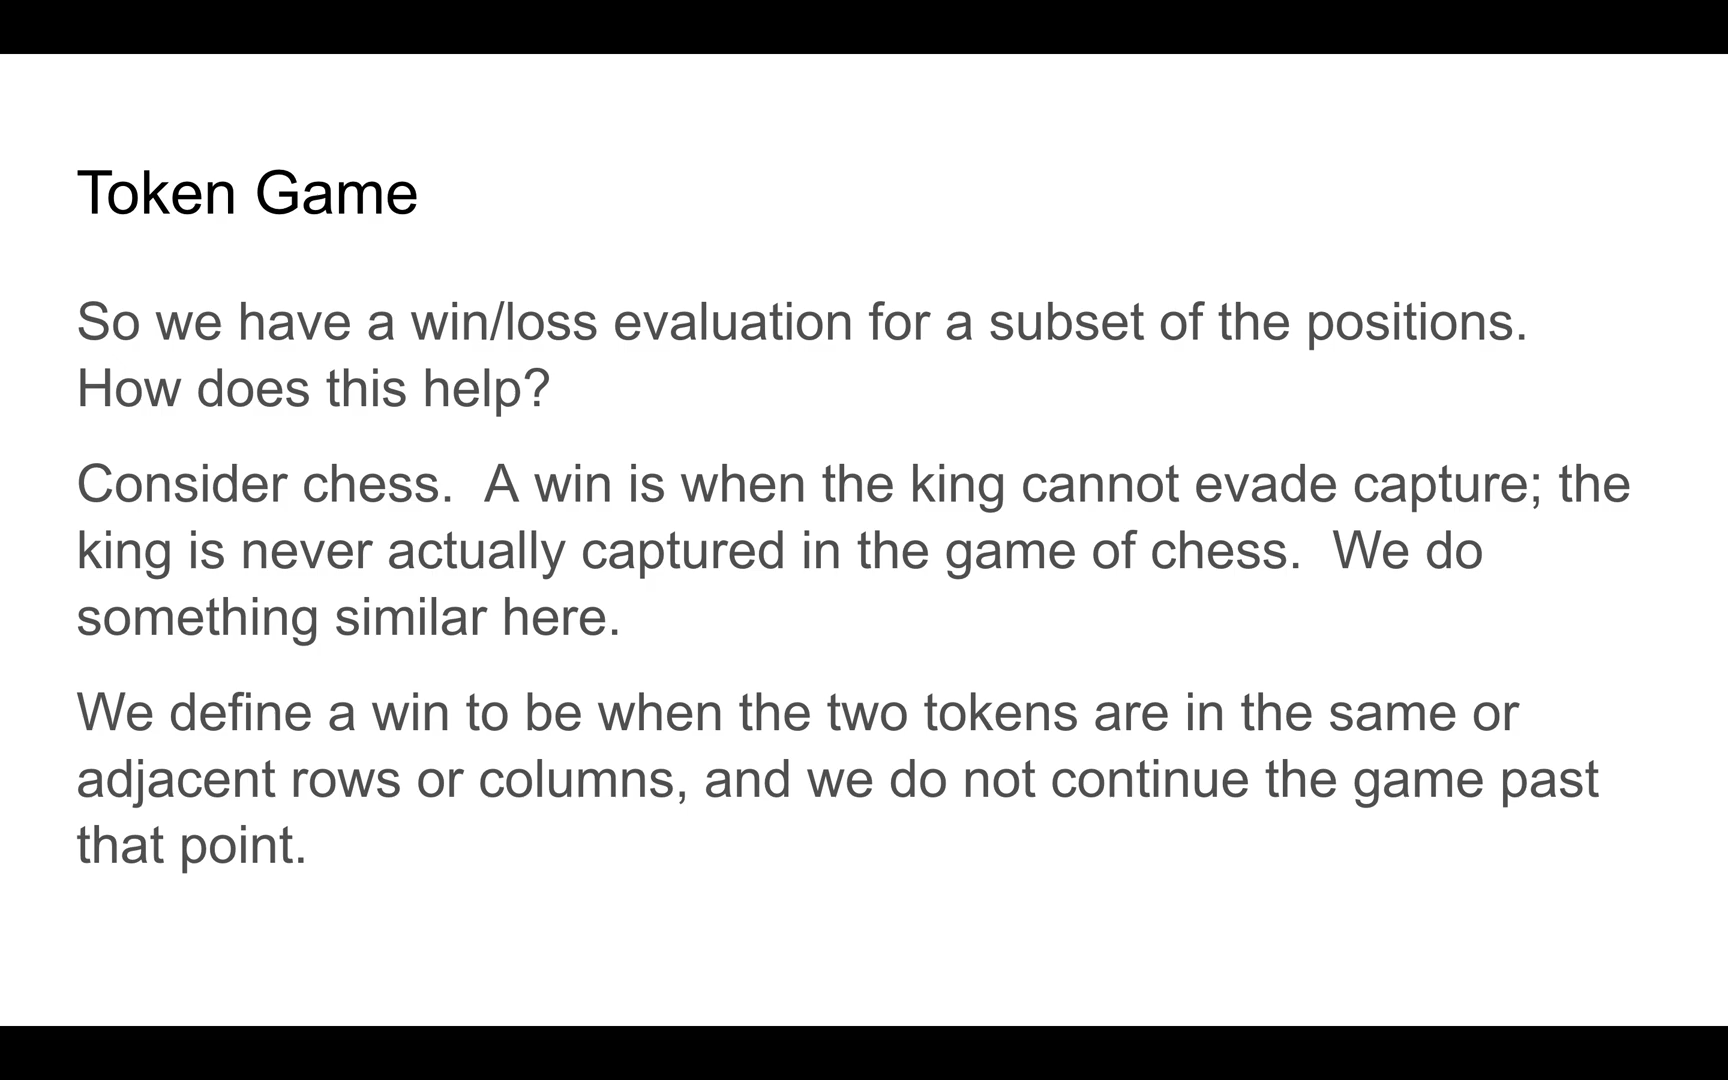 Token Game
So we have a win/loss evaluation for a subset of the positions.
How does this help?
Consider chess.  A win is when the king cannot evade capture; the
king is never actually captured in the game of chess.  We do
something similar here.
We define a win to be when the two tokens are in the same or
adjacent rows or columns, and we do not continue the game past
that point.